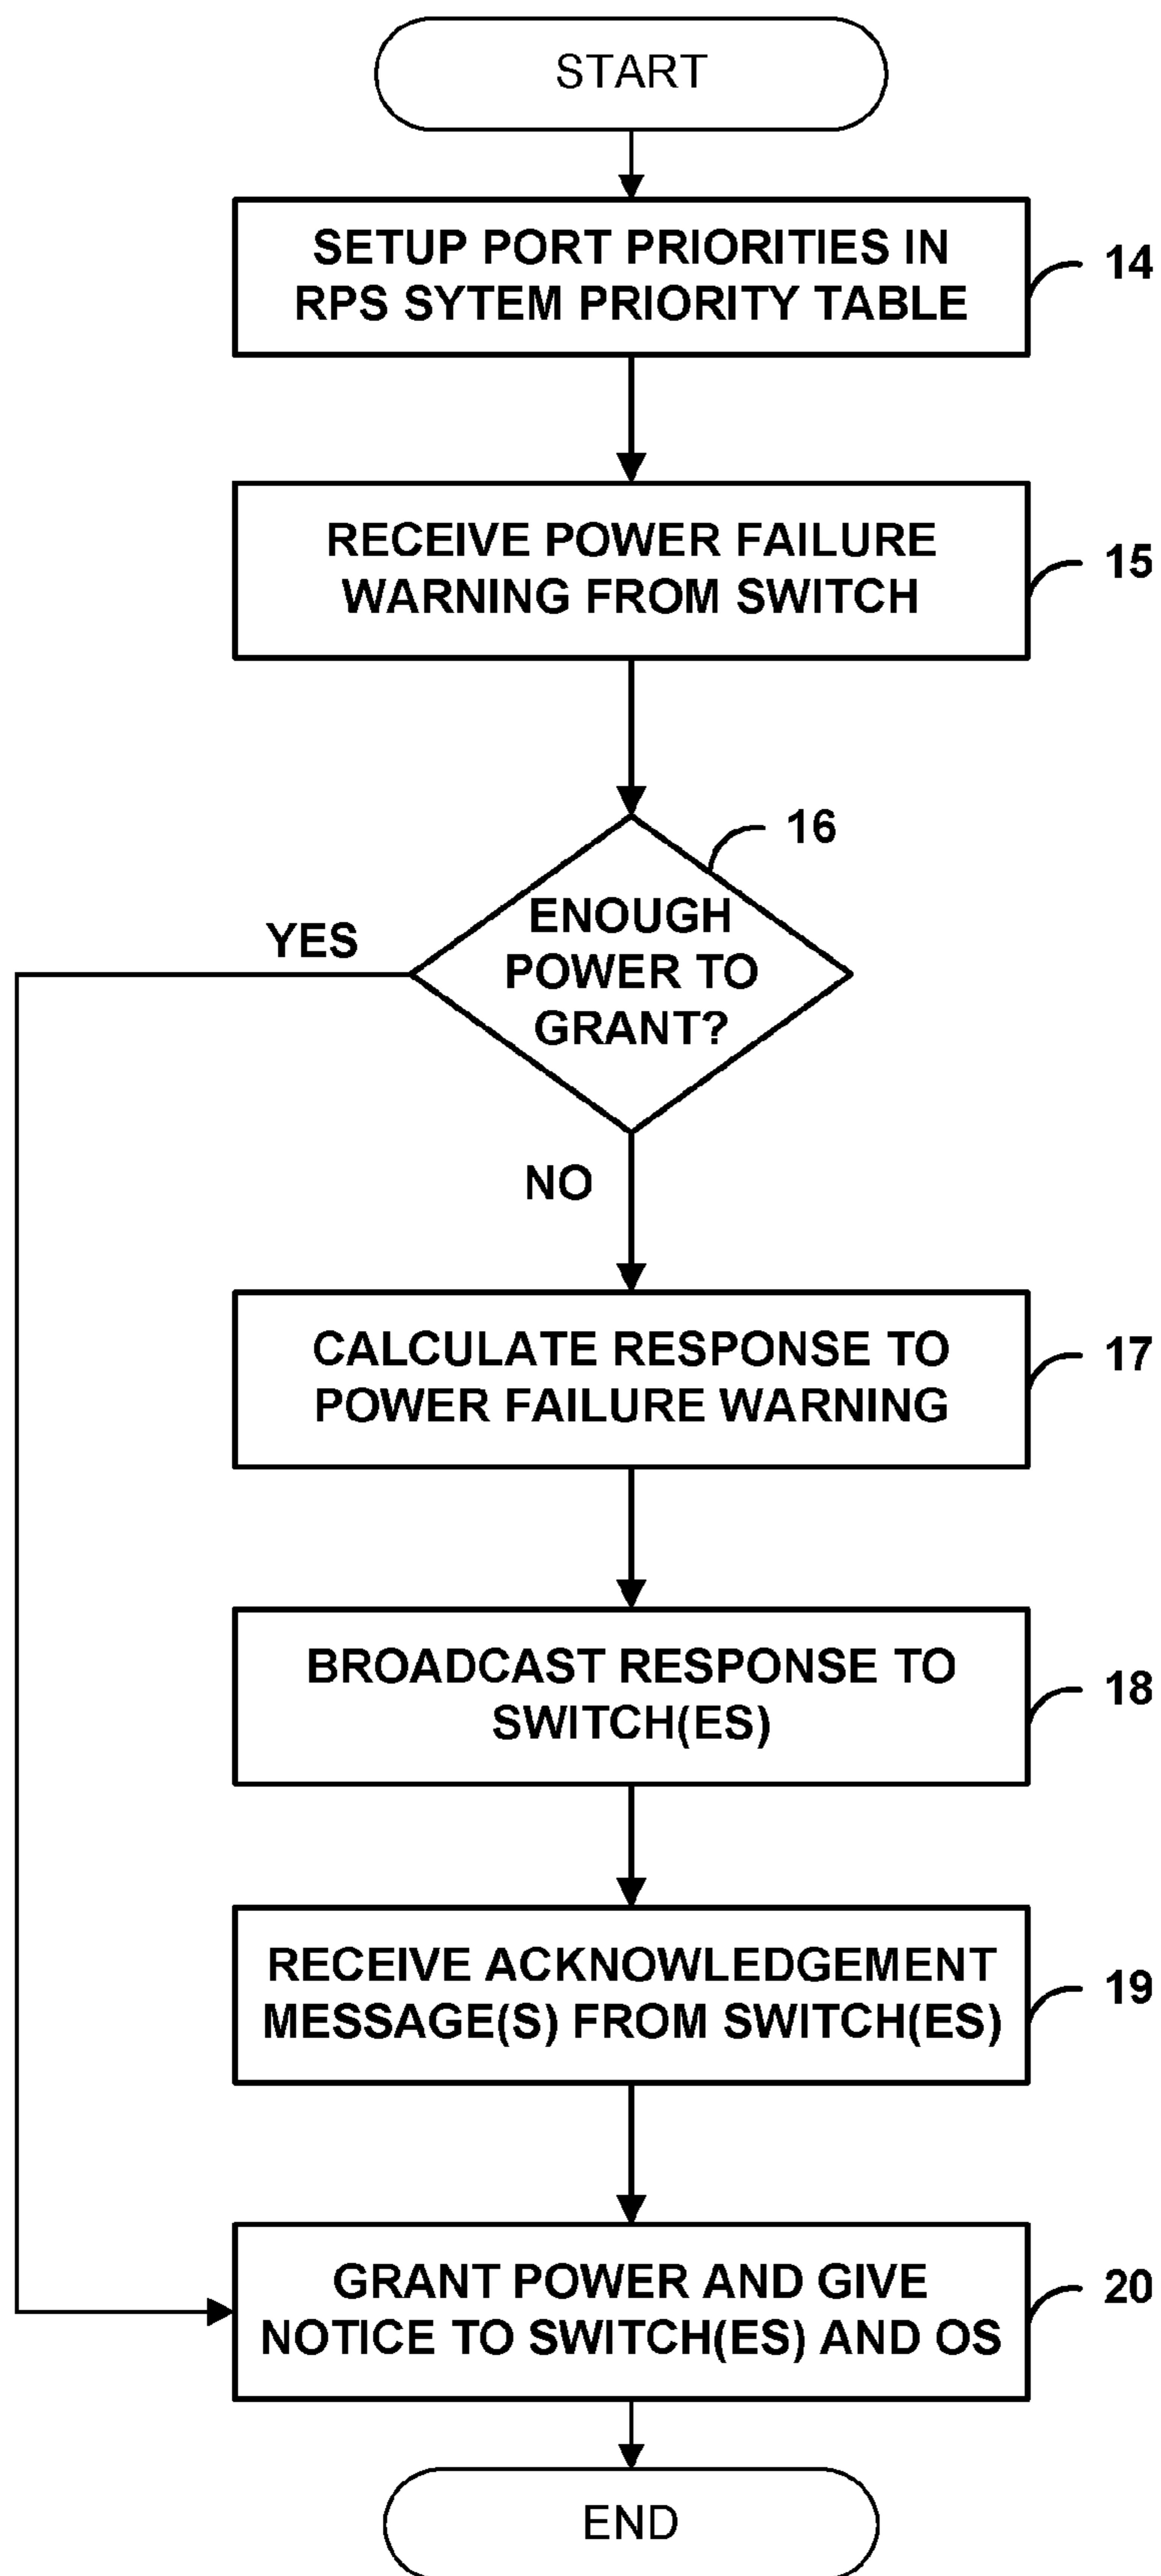 START
SETUP PORT PRIORITIES IN
RPS SYTEM PRIORITY TABLE
14
RECEIVE POWER FAILURE
WARNING FROM SWITCH
15
16
ENOUGH
POWER TO
GRANT?
YES
NO
CALCULATE RESPONSE TO
POWER FAILURE WARNING
17
BROADCAST RESPONSE TO
SWITCH(ES)
18
RECEIVE ACKNOWLEDGEMENT
MESSAGE(S) FROM SWITCH(ES)
19
GRANT POWER AND GIVE
NOTICE TO SWITCH(ES) AND OS
20
END